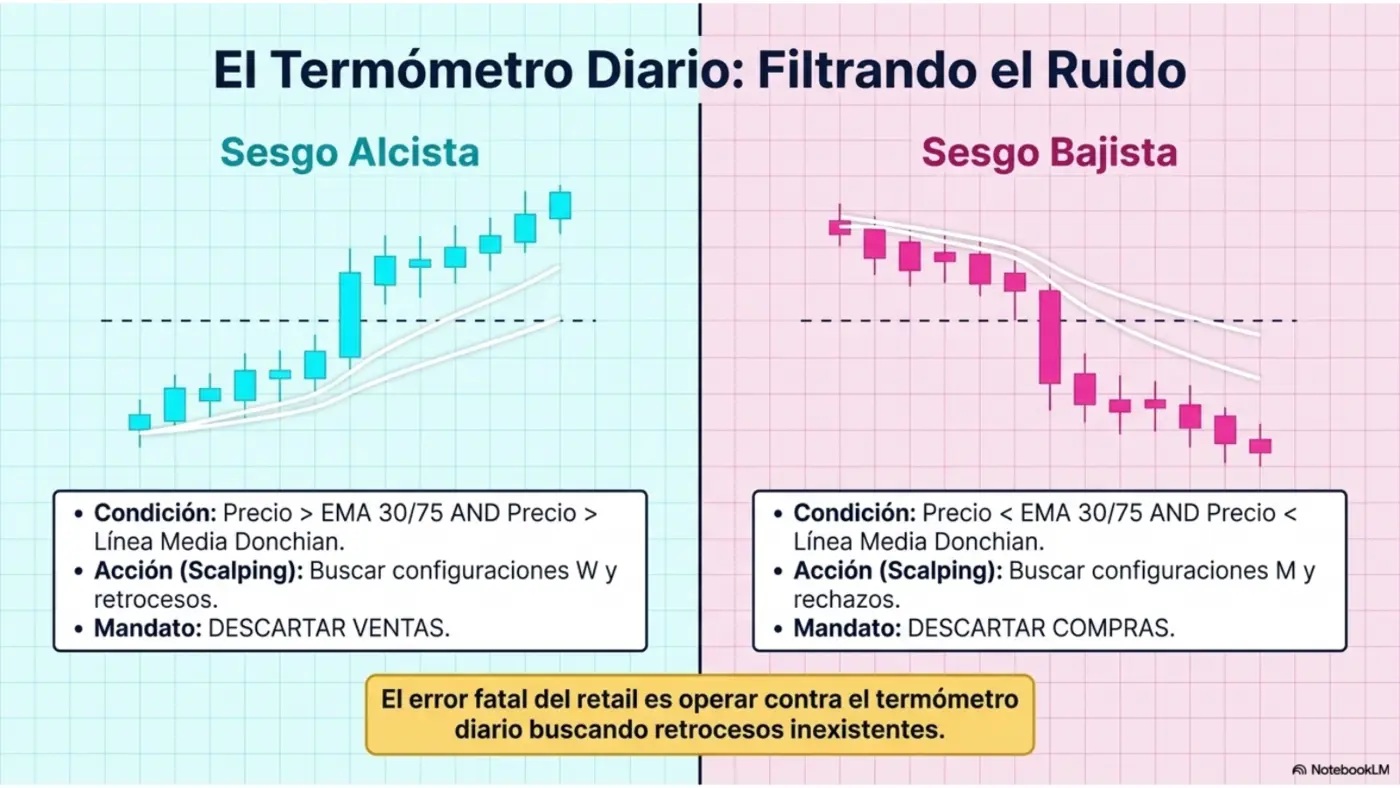 El Termómetro Diario: Filtrando el Ruido
Sesgo Alcista
• Condición: Precio > EMA 30/75 AND Precio >
Línea Media Donchian.
• Acción (Scalping): Buscar configuraciones W y
retrocesos.
• Mandato: DESCARTAR VENTAS.
Sesgo Bajista
• Condición: Precio < EMA 30/75 AND Precio <
Línea Media Donchian.
• Acción (Scalping): Buscar configuraciones M y
rechazos.
• Mandato: DESCARTAR COMPRAS.
El error fatal del retail es operar contra el termómetro
diario buscando retrocesos inexistentes.
NotebookLM